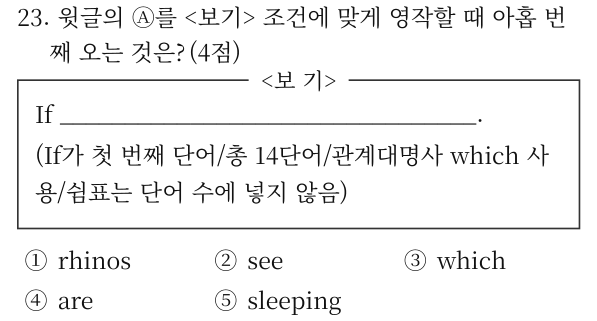 23. 윗글의 Ⓐ를 <보기> 조건에 맞게 영작할 때 아홉 번
째 오는 것은? (4점)
<보 기>
If ________________________________.
(If가 첫 번째 단어/총 14단어/관계대명사 which 사
용/쉼표는 단어 수에 넣지 않음)
① rhinos ② see ③ which
④ are ⑤ sleeping